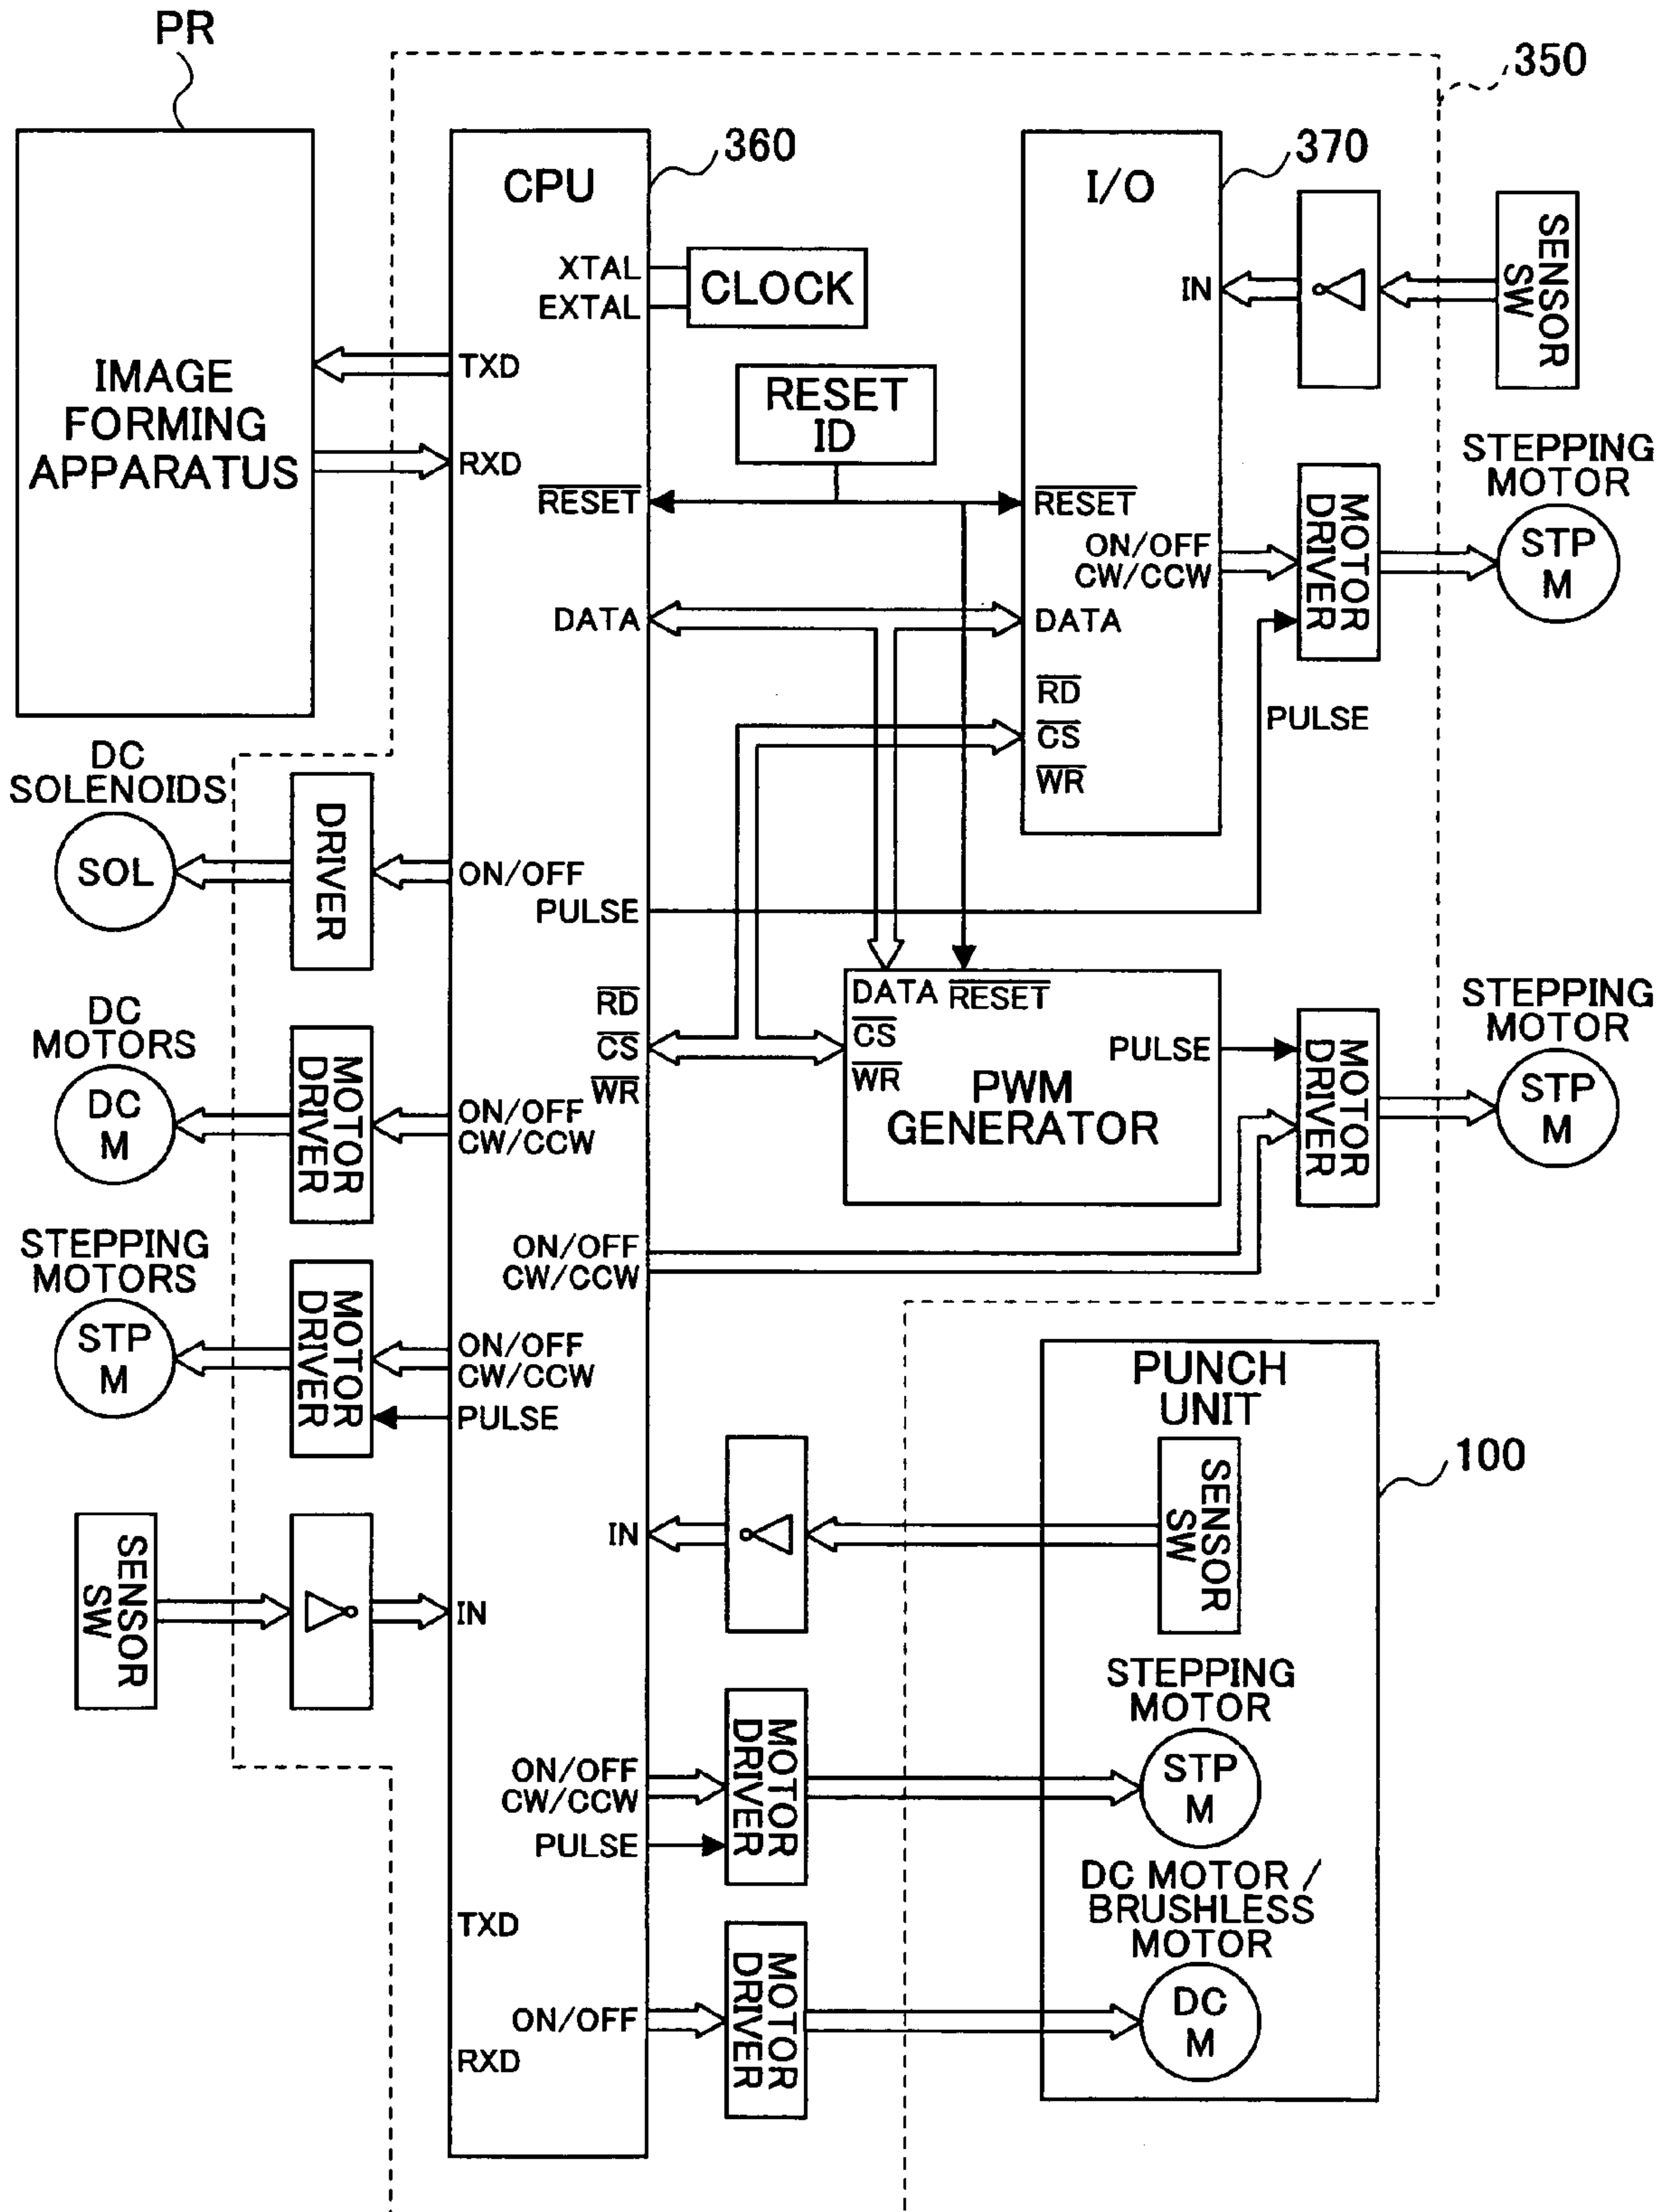 PR
350
360
370
CPU
I/O
XTAL
EXTAL
CLOCK
IN
SENSOR
SW
IMAGE
FORMING
APPARATUS
TXD
RXD
RESET
ID
RESET
RESET
STEPPING
MOTOR
MOTOR
DRIVER
STP
M
ON/OFF
CW/CCW
DATA
DATA
RD
CS
WR
PULSE
DC
SOLENOIDS
SOL
DRIVER
ON/OFF
PULSE
RD
CS
WR
DATA RESET
CS
WR
PULSE
PWM
GENERATOR
STEPPING
MOTOR
MOTOR
DRIVER
STP
M
DC
MOTORS
DC
M
MOTOR
DRIVER
ON/OFF
CW/CCW
ON/OFF
CW/CCW
STEPPING
MOTORS
STP
M
MOTOR
DRIVER
ON/OFF
CW/CCW
PULSE
PUNCH
UNIT
100
SENSOR
SW
IN
SENSOR
SW
IN
STEPPING
MOTOR
STP
M
MOTOR
DRIVER
ON/OFF
CW/CCW
PULSE
DC MOTOR /
BRUSHLESS
MOTOR
DC
M
MOTOR
DRIVER
TXD
ON/OFF
RXD